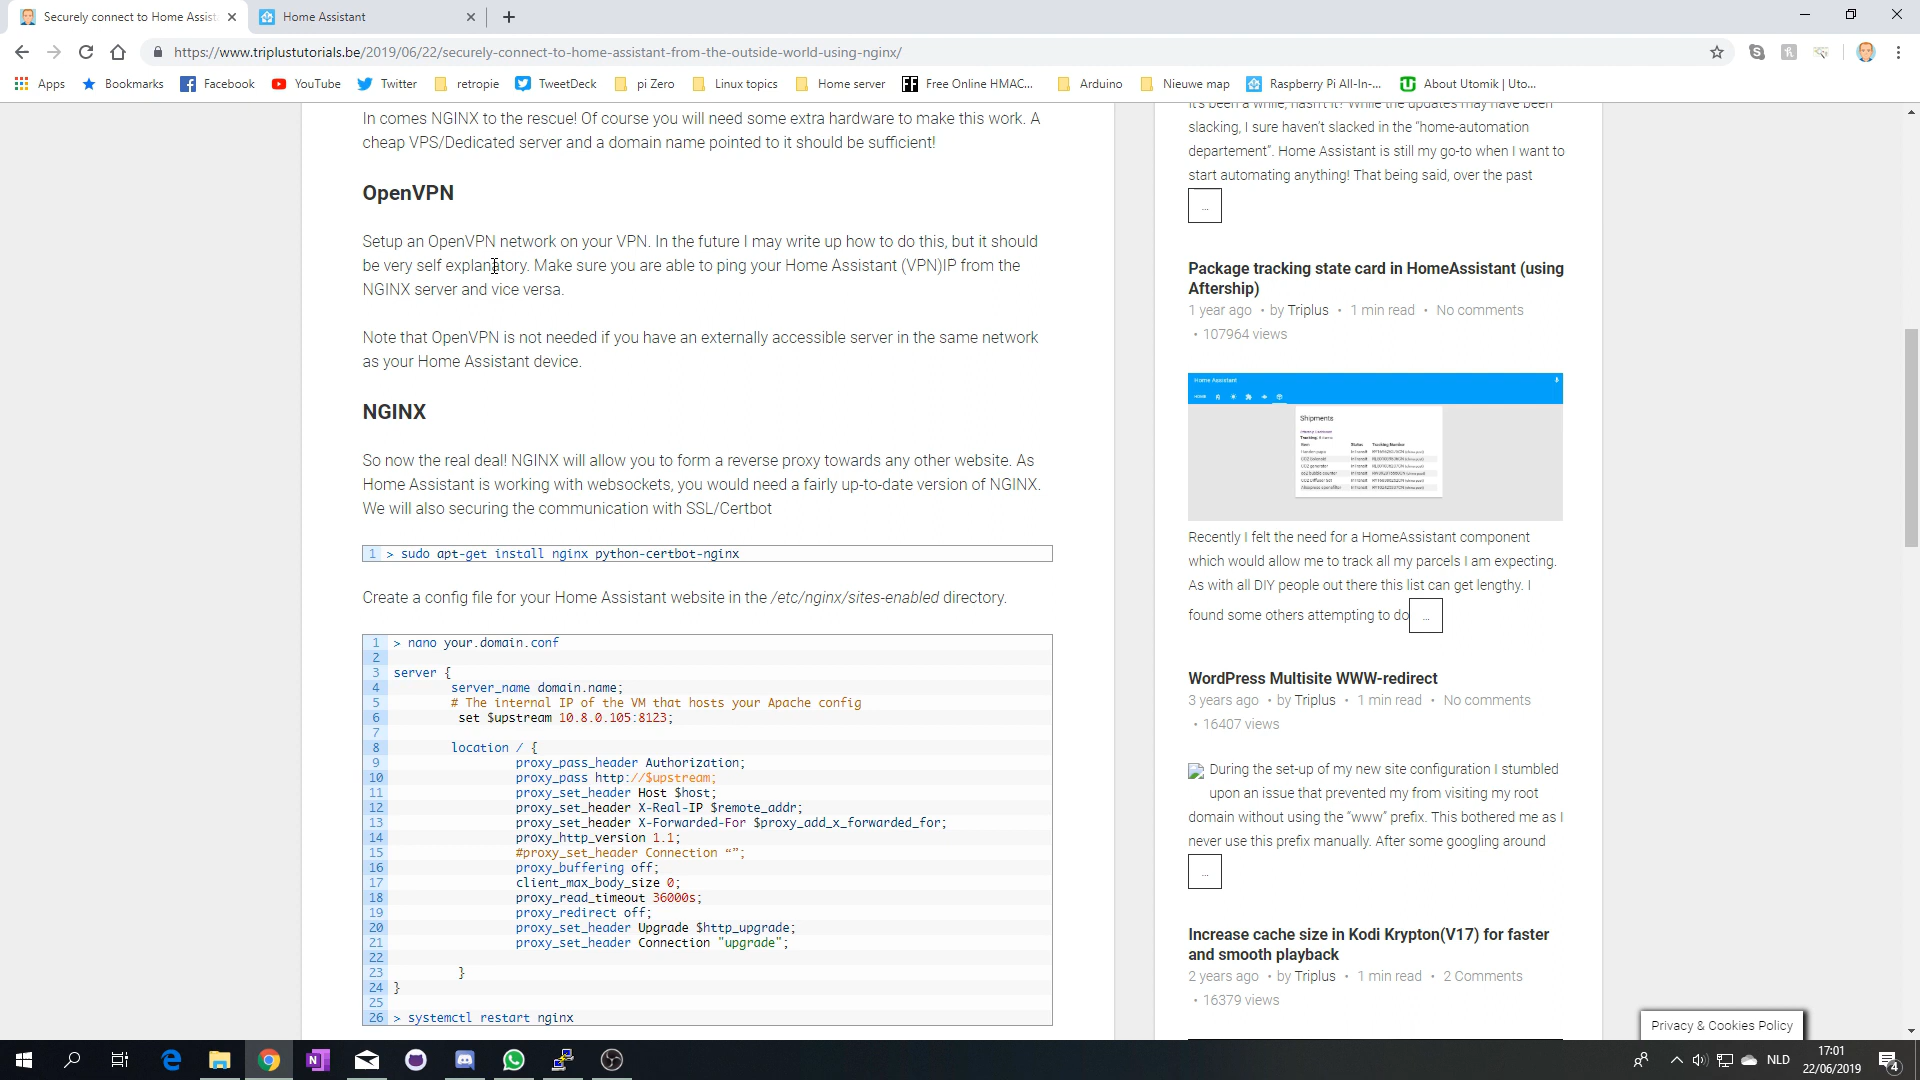 Securely connect to Home Assist
Home Assistant
https://www.triplustutorials.be/2019/06/22/securely-connect-to-home-assistant-from-the-outside-world-using-nginx/
Apps
Bookmarks
Facebook
YouTube
Twitter
retropie
TweetDeck
pi Zero
Linux topics
Home server
Free Online HMAC...
Arduino
Nieuwe map
Raspberry Pi All-In-...
About Utomik | Uto...
In comes NGINX to the rescue! Of course you will need some extra hardware to make this work. A
cheap VPS/Dedicated server and a domain name pointed to it should be sufficient!
OpenVPN
Setup an OpenVPN network on your VPN. In the future I may write up how to do this, but it should
be very self explanatory. Make sure you are able to ping your Home Assistant (VPN)IP from the
NGINX server and vice versa.
Note that OpenVPN is not needed if you have an externally accessible server in the same network
as your Home Assistant device.
NGINX
So now the real deal! NGINX will allow you to form a reverse proxy towards any other website. As
Home Assistant is working with websockets, you would need a fairly up-to-date version of NGINX.
We will also securing the communication with SSL/Certbot
1 > sudo apt-get install nginx python-certbot-nginx
Create a config file for your Home Assistant website in the /etc/nginx/sites-enabled directory.
1 > nano your.domain.conf
2
3 server {
4 server_name domain.name;
5 # The internal IP of the VM that hosts your Apache config
6 set $upstream 10.8.0.105:8123;
7
8 location / {
9 proxy_pass_header Authorization;
10 proxy_pass http://$upstream;
11 proxy_set_header Host $host;
12 proxy_set_header X-Real-IP $remote_addr;
13 proxy_set_header X-Forwarded-For $proxy_add_x_forwarded_for;
14 proxy_http_version 1.1;
15 #proxy_set_header Connection “”;
16 proxy_buffering off;
17 client_max_body_size 0;
18 proxy_read_timeout 36000s;
19 proxy_redirect off;
20 proxy_set_header Upgrade $http_upgrade;
21 proxy_set_header Connection "upgrade";
22
23 }
24 }
25
26 > systemctl restart nginx
It's been a while, hasn't it? While the updates may have been
slacking, I sure haven't slacked in the “home-automation
departement”. Home Assistant is still my go-to when I want to
start automating anything! That being said, over the past
...
Package tracking state card in HomeAssistant (using
Aftership)
1 year ago • by Triplus • 1 min read • No comments
• 107964 views
Home Assistant
HOME
Shipments
Item Status Tracking Number
Recently I felt the need for a HomeAssistant component
which would allow me to track all my parcels I am expecting.
As with all DIY people out there this list can get lengthy. I
found some others attempting to do ...
WordPress Multisite WWW-redirect
3 years ago • by Triplus • 1 min read • No comments
• 16407 views
During the set-up of my new site configuration I stumbled
upon an issue that prevented my from visiting my root
domain without using the “www” prefix. This bothered me as I
never use this prefix manually. After some googling around
...
Increase cache size in Kodi Krypton(V17) for faster
and smooth playback
2 years ago • by Triplus • 1 min read • 2 Comments
• 16379 views
Privacy & Cookies Policy
NLD
17:01
22/06/2019
4